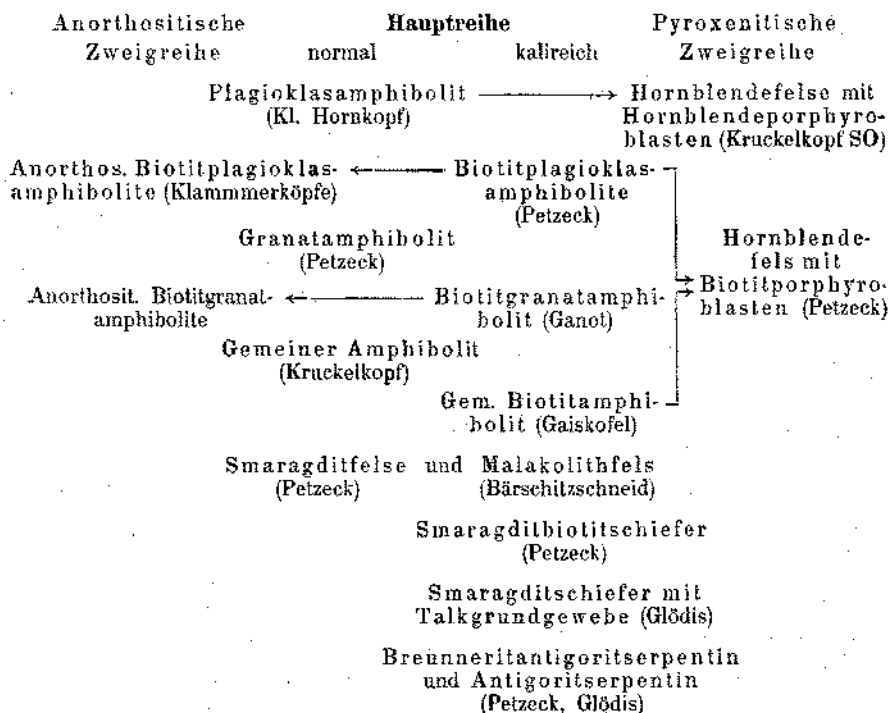 Anorthositische Hauptreihe Pyroxenitische
Zweigreihe normal kalireich Zweigreihe
Plagioklasamphibolit → Hornblendefelse mit
(Kl. Hornkopf) Hornblendeporphyro-
blasten (Kruckelkopf SO)
Anorthos. Biotitplagioklas- ← Biotitplagioklas-
amphibolite (Klammmerköpfe) amphibolite
(Petzeck)
Granatamphibolit Hornblende-
(Petzeck) fels mit
Biotitporphyro-
Anorthosit. Biotitgranat- ← Biotitgranatamphi- blasten (Petzeck)
amphibolite bolit (Ganot)
Gemeiner Amphibolit
(Kruckelkopf)
Gem. Biotitamphi-
bolit (Gaiskofel)
Smaragditfelse und Malakolithfels
(Petzeck) (Bärschitzschneid)
Smaragditbiotitschiefer
(Petzeck)
Smaragditschiefer mit
Talkgrundgewebe (Glödis)
Breunneritantigoritserpentin
und Antigoritserpentin
(Petzeck, Glödis)